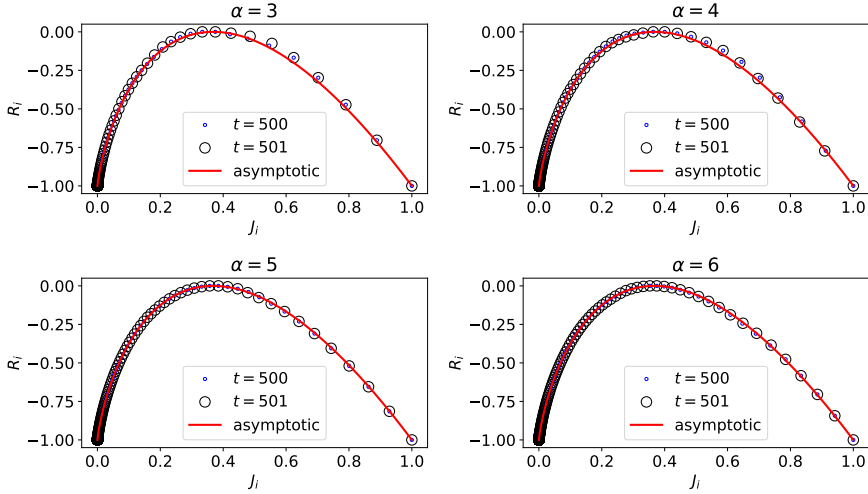 α = 3
0.00
−0.25
−0.50
−0.75
−1.00
R_i
t = 500
t = 501
asymptotic
0.0 0.2 0.4 0.6 0.8 1.0
J_i
α = 4
0.00
−0.25
−0.50
−0.75
−1.00
R_i
t = 500
t = 501
asymptotic
0.0 0.2 0.4 0.6 0.8 1.0
J_i
α = 5
0.00
−0.25
−0.50
−0.75
−1.00
R_i
t = 500
t = 501
asymptotic
0.0 0.2 0.4 0.6 0.8 1.0
J_i
α = 6
0.00
−0.25
−0.50
−0.75
−1.00
R_i
t = 500
t = 501
asymptotic
0.0 0.2 0.4 0.6 0.8 1.0
J_i